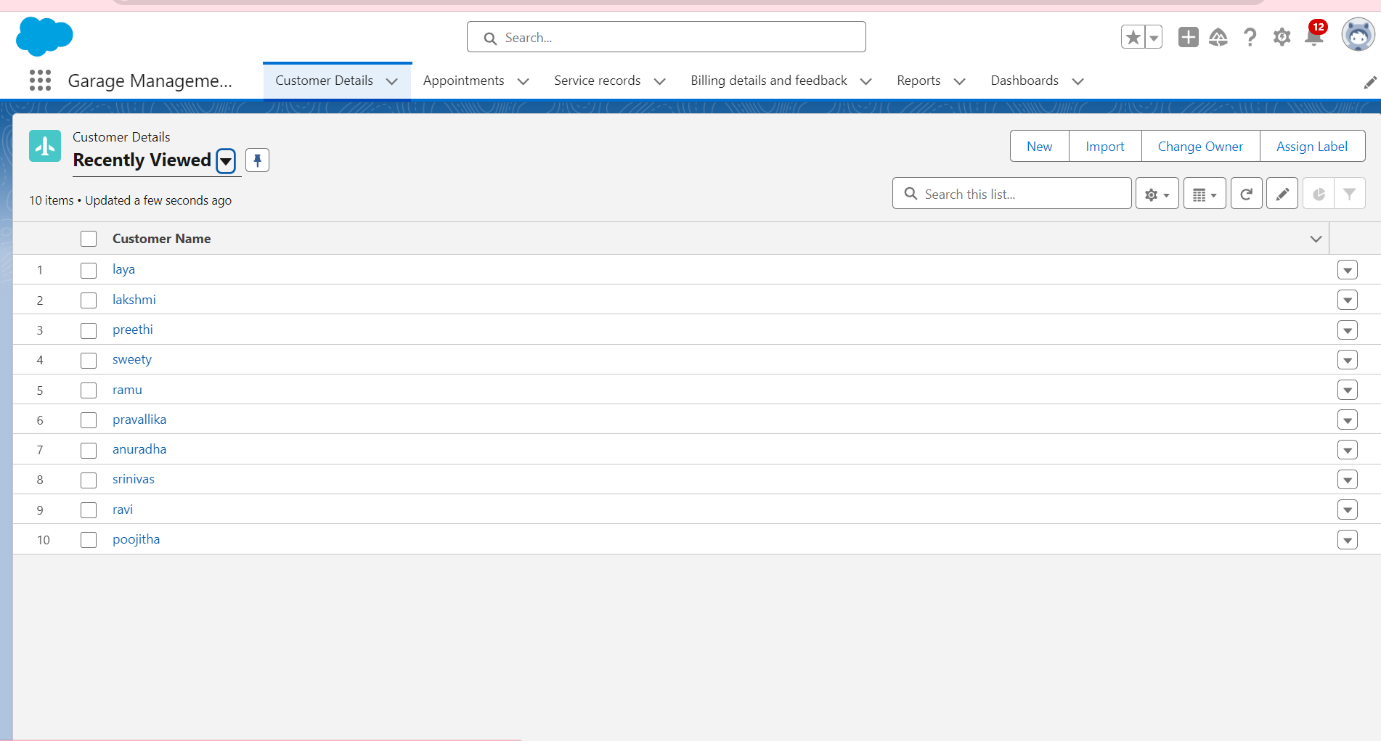 Search...
12
Garage Manageme... Customer Details Appointments Service records Billing details and feedback Reports Dashboards
Customer Details
Recently Viewed
New Import Change Owner Assign Label
10 items • Updated a few seconds ago
Search this list...
Customer Name
1 laya
2 lakshmi
3 preethi
4 sweety
5 ramu
6 pravallika
7 anuradha
8 srinivas
9 ravi
10 poojitha